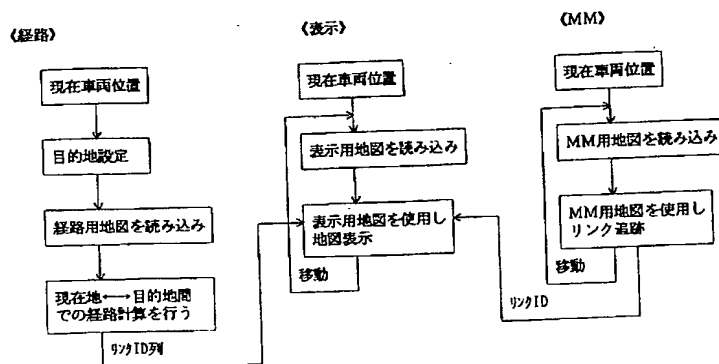 《経路》
現在車両位置
目的地設定
経路用地図を読み込み
現在地←→目的地間
での経路計算を行う
リンクID列
《表示》
現在車両位置
表示用地図を読み込み
表示用地図を使用し
地図表示
移動
《MM》
現在車両位置
MM用地図を読み込み
MM用地図を使用し
リンク追跡
移動
リンクID